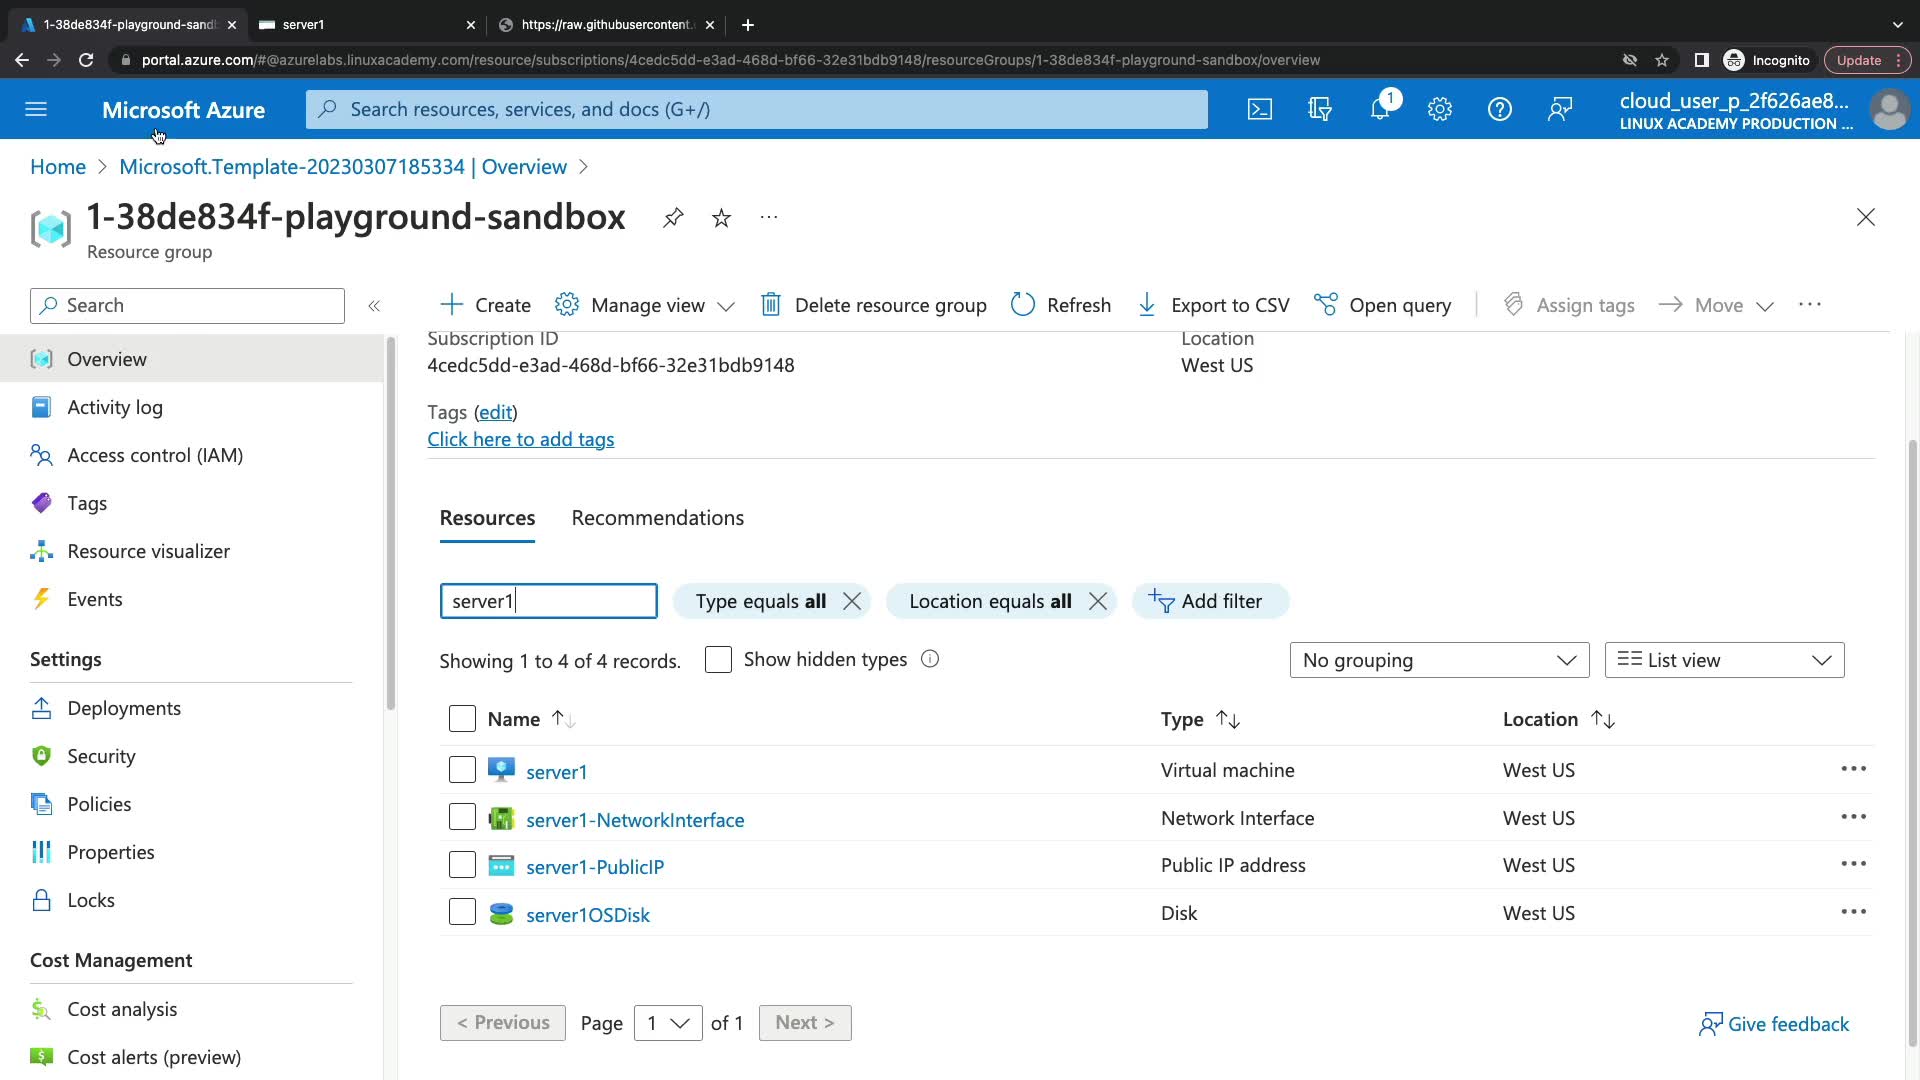 1-38de834f-playground-sand
server1
https://raw.githubusercontent.
portal.azure.com/#@azurelabs.linuxacademy.com/resource/subscriptions/4cedc5dd-e3ad-468d-bf66-32e31bdb9148/resourceGroups/1-38de834f-playground-sandbox/overview
Incognito
Update
Microsoft Azure
Search resources, services, and docs (G+/)
1
cloud_user_p_2f626ae8...
LINUX ACADEMY PRODUCTION ...
Home > Microsoft.Template-20230307185334 | Overview >
1-38de834f-playground-sandbox
Resource group
Search
Create
Manage view
Delete resource group
Refresh
Export to CSV
Open query
Assign tags
Move
Overview
Activity log
Access control (IAM)
Tags
Resource visualizer
Events
Settings
Deployments
Security
Policies
Properties
Locks
Cost Management
Cost analysis
Cost alerts (preview)
Subscription ID
4cedc5dd-e3ad-468d-bf66-32e31bdb9148
Location
West US
Tags (edit)
Click here to add tags
Resources
Recommendations
server1
Type equals all
Location equals all
Add filter
Showing 1 to 4 of 4 records.
Show hidden types
No grouping
List view
Name
Type
Location
server1
Virtual machine
West US
server1-NetworkInterface
Network Interface
West US
server1-PublicIP
Public IP address
West US
server1OSDisk
Disk
West US
< Previous
Page
1
of 1
Next >
Give feedback